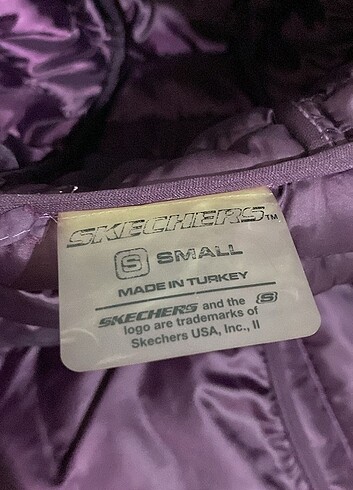 SKECHERS™
S SMALL
MADE IN TURKEY
SKECHERS and the S
logo are trademarks of
Skechers USA, Inc., II